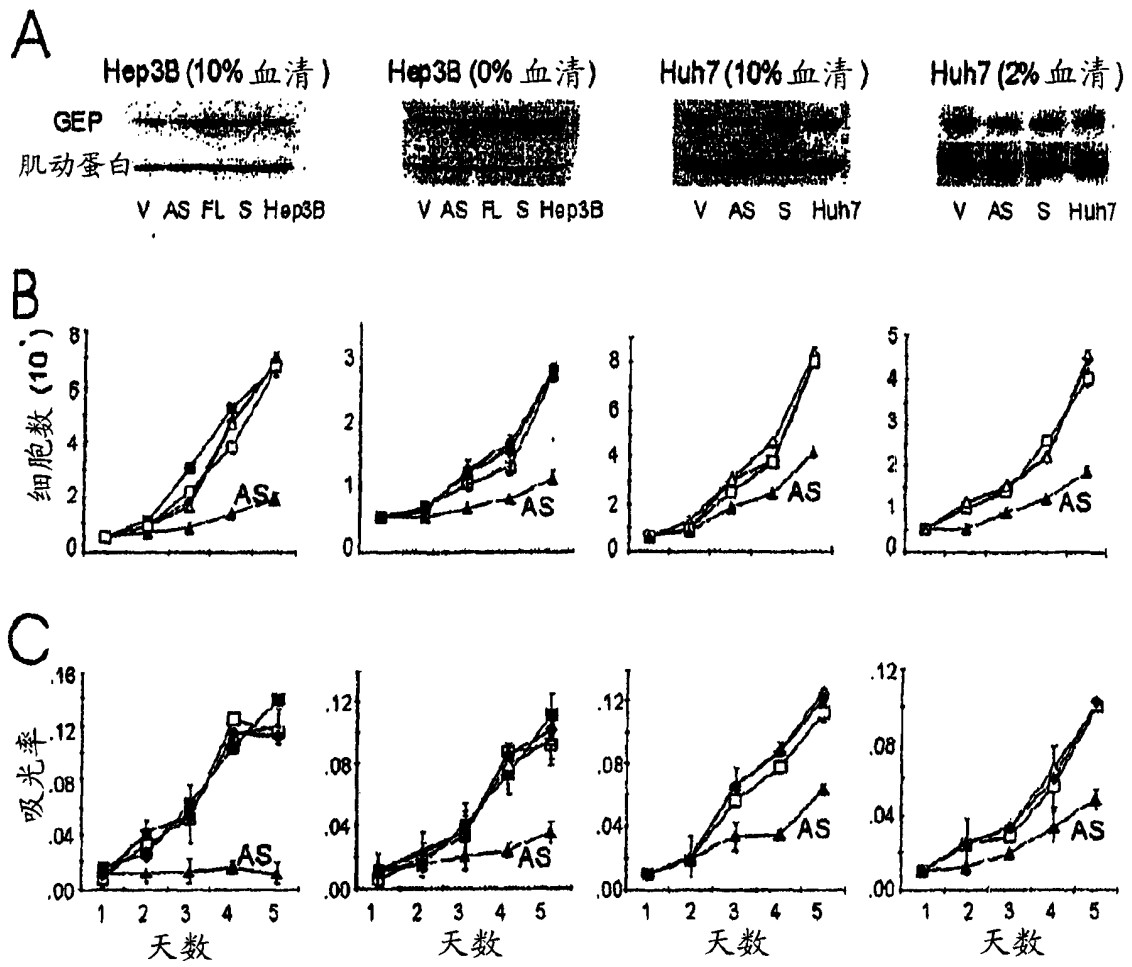 A
Hep3B (10% 血清) Hep3B (0% 血清) Huh7 (10% 血清) Huh7 (2% 血清)
GEP
肌动蛋白
V AS FL S Hep3B V AS FL S Hep3B V AS S Huh7 V AS S Huh7
B
细胞数 (10
8 6 4 2 0
AS
3 2 1 0
AS
8 6 4 2 0
AS
5 4 3 2 1 0
AS
C
吸光率
.16 .12 .08 .04 .00
AS
.12 .08 .04 .00
AS
.12 .08 .04 .00
AS
.12 .08 .04 .00
AS
1 2 3 4 5 1 2 3 4 5 1 2 3 4 5 1 2 3 4 5
天数 天数 天数 天数